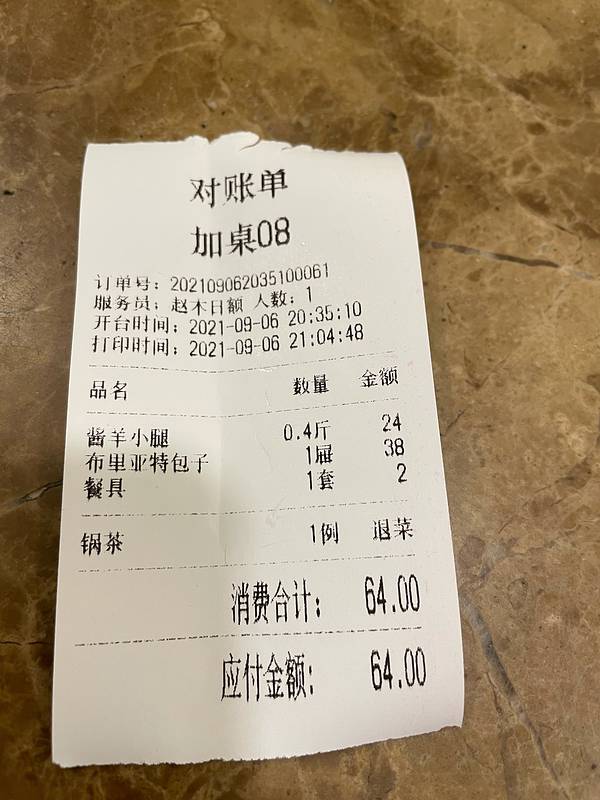 对账单
加桌08
订单号：202109062035100061
服务员：赵木日额 人数：1
开台时间：2021-09-06 20:35:10
打印时间：2021-09-06 21:04:48
品名 数量 金额
酱羊小腿 0.4斤 24
布里亚特包子 1屉 38
餐具 1套 2
锅茶 1例 退菜
消费合计： 64.00
应付金额： 64.00